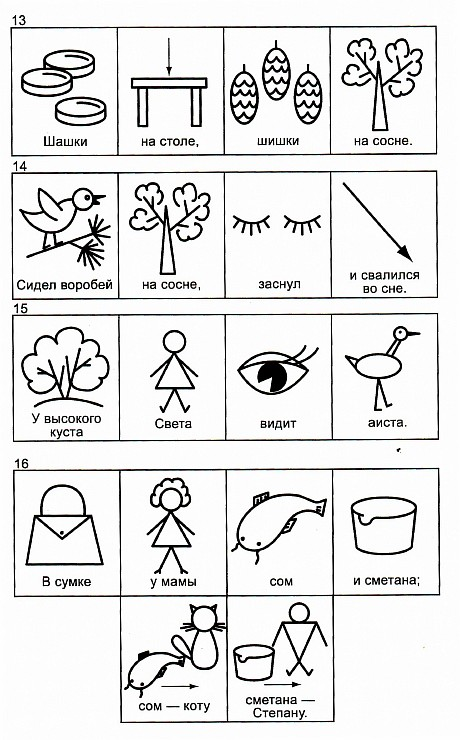 13
Шашки на столе, шишки на сосне.
14
Сидел воробей на сосне, заснул и свалился
во сне.
15
У высокого
куста
Света видит аиста.
16
В сумке у мамы сом и сметана;
сом — коту
сметана —
Степану.